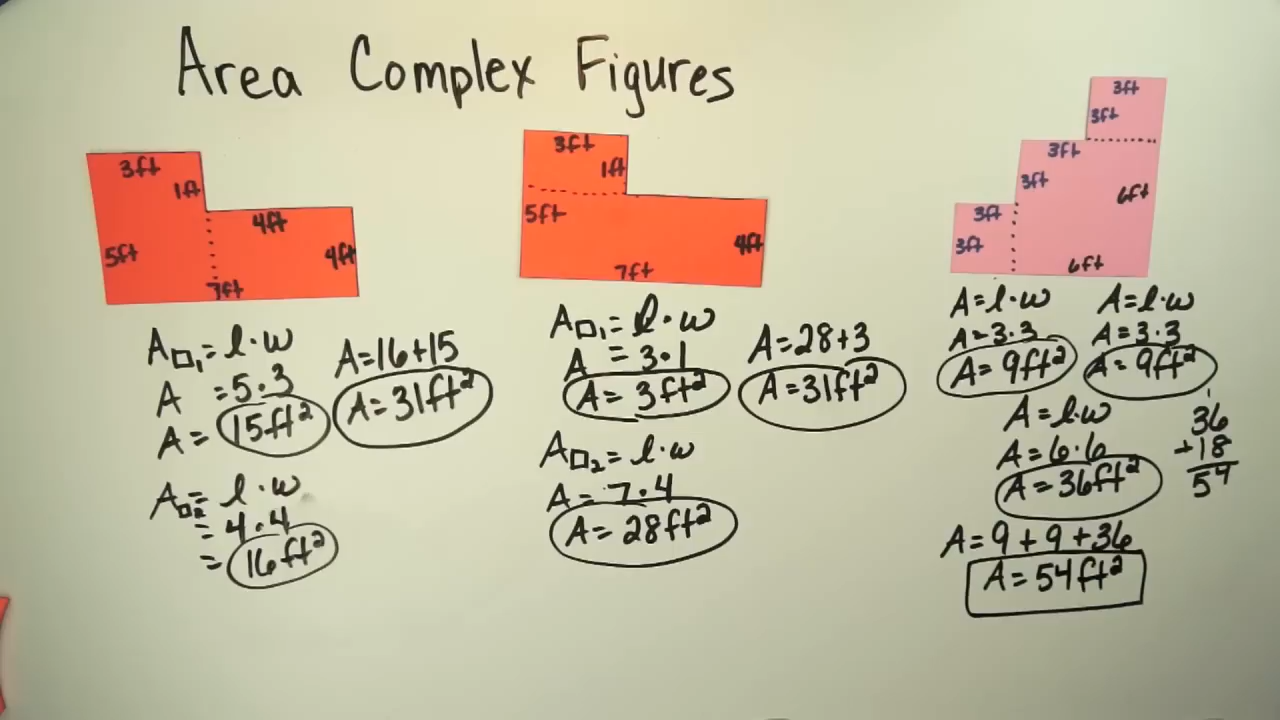 Area Complex Figures
3ft
1ft
4ft
5ft
4ft
7ft
A□₁= l·w
A =5·3
A= 15ft²
A□₂= l·w
= 4·4
= 16ft²
A=16+15
A=31ft²
3ft
1ft
5ft
4ft
7ft
A□₁= l·w
A = 3·1
A= 3ft²
A□₂= l·w
A= 7·4
A= 28ft²
A=28+3
A=31ft²
3ft
3ft
3ft
3ft
6ft
3ft
3ft
6ft
A=l·w
A=3·3
A=9ft²
A=l·w
A=3·3
A=9ft²
A=l·w
A=6·6
A=36ft²
1
36
+18
54
A=9+9+36
A=54ft²